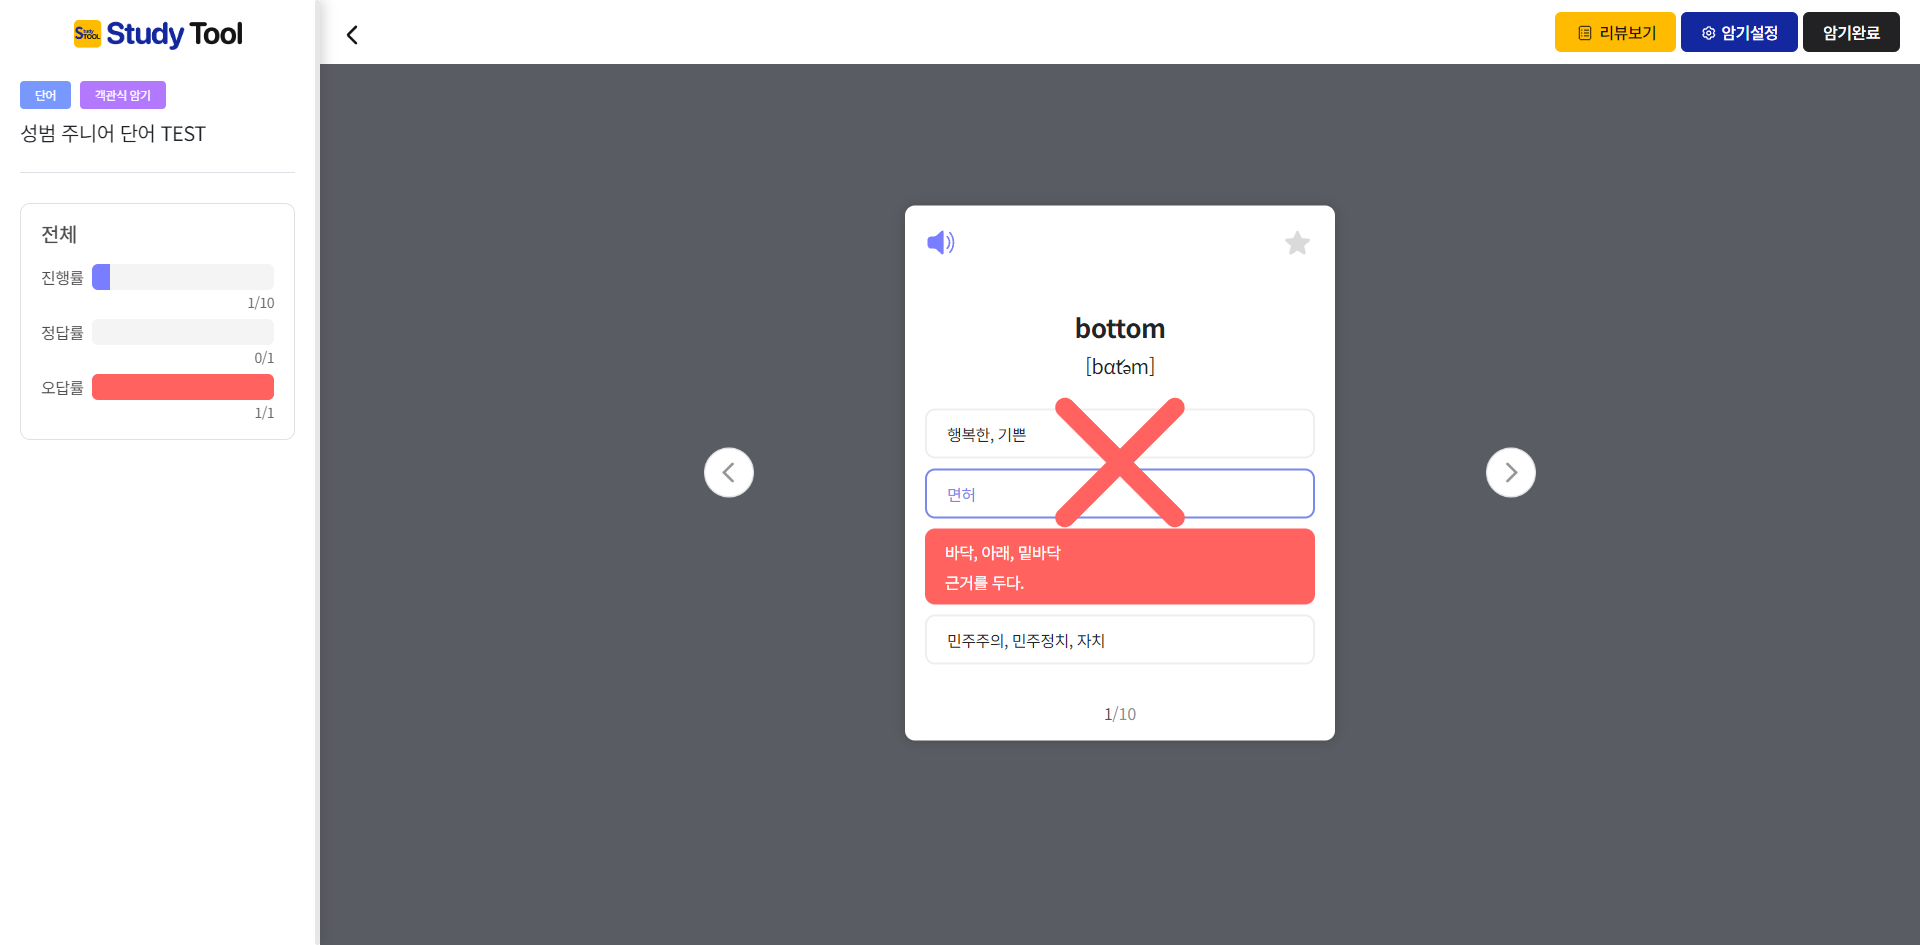 Study TOOL Study Tool
리뷰보기
암기설정
암기완료
단어
객관식 암기
성범 주니어 단어 TEST
전체
진행률
1/10
정답률
0/1
오답률
1/1
bottom
행복한, 기쁜
면허
바닥, 아래, 밑바닥
근거를 두다.
민주주의, 민주정치, 자치
1/10